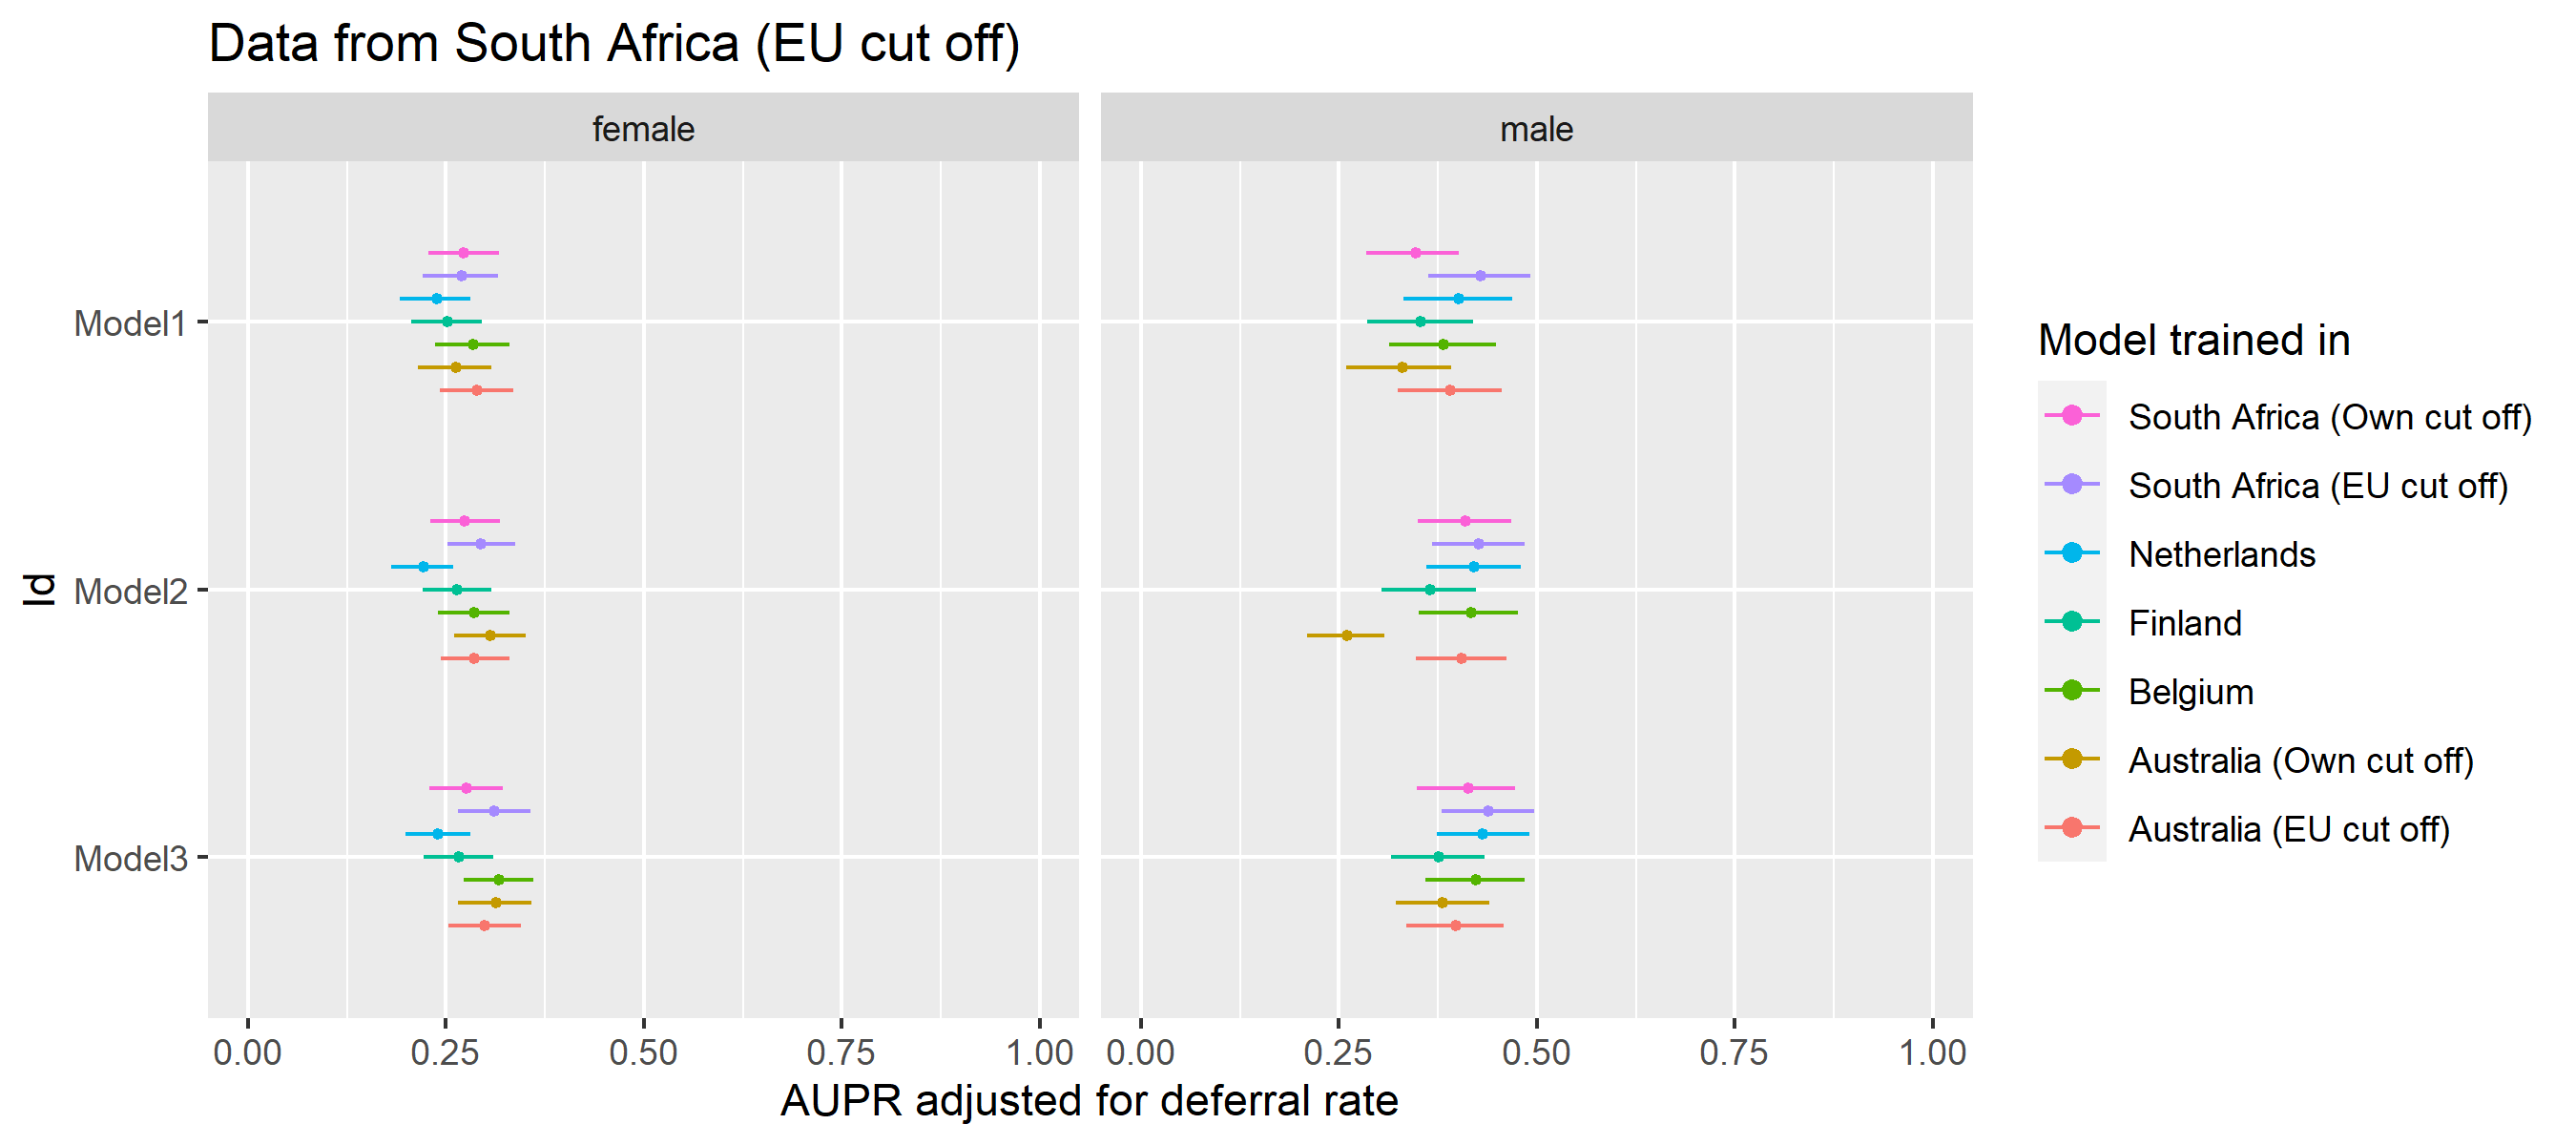 Data from South Africa (EU cut off)
female
male
Id
Model1
Model2
Model3
0.00
0.25
0.50
0.75
1.00
0.00
0.25
0.50
0.75
1.00
AUPR adjusted for deferral rate
Model trained in
South Africa (Own cut off)
South Africa (EU cut off)
Netherlands
Finland
Belgium
Australia (Own cut off)
Australia (EU cut off)